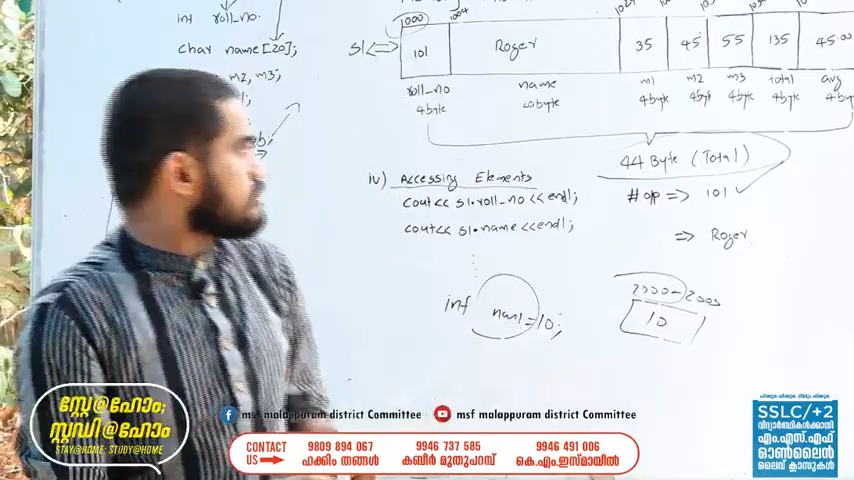 int roll_no.
char name[20];
m2, m3;
1000
1004
S1
101
Roger
35
45
55
135
45.00
roll_no
name
m1
m2
m3
total
avg
4byte
20byte
4byte
4byte
4byte
4byte
4byte
44 Byte (Total)
iv) Accessing Elements
cout<< s1.roll_no <<endl;
cout<< s1.name <<endl;
#o/p => 101
=> Roger
int num1=10;
2000-2003
10
സ്റ്റേ@ഹോം;
സ്റ്റഡി@ഹോം
STAY@HOME: STUDY@HOME
msf malappuram district Committee
msf malappuram district Committee
CONTACT US
9809 894 067
ഹക്കീം തങ്ങൾ
9946 737 585
കബീർ മുതുപറമ്പ്
9946 491 006
കെ.എം.ഇസ്മായീൽ
SSLC/+2
വിദ്യാർത്ഥികൾക്കായി
എം.എസ്.എഫ്
ഓൺലൈൻ
ലൈവ് ക്ലാസുകൾ